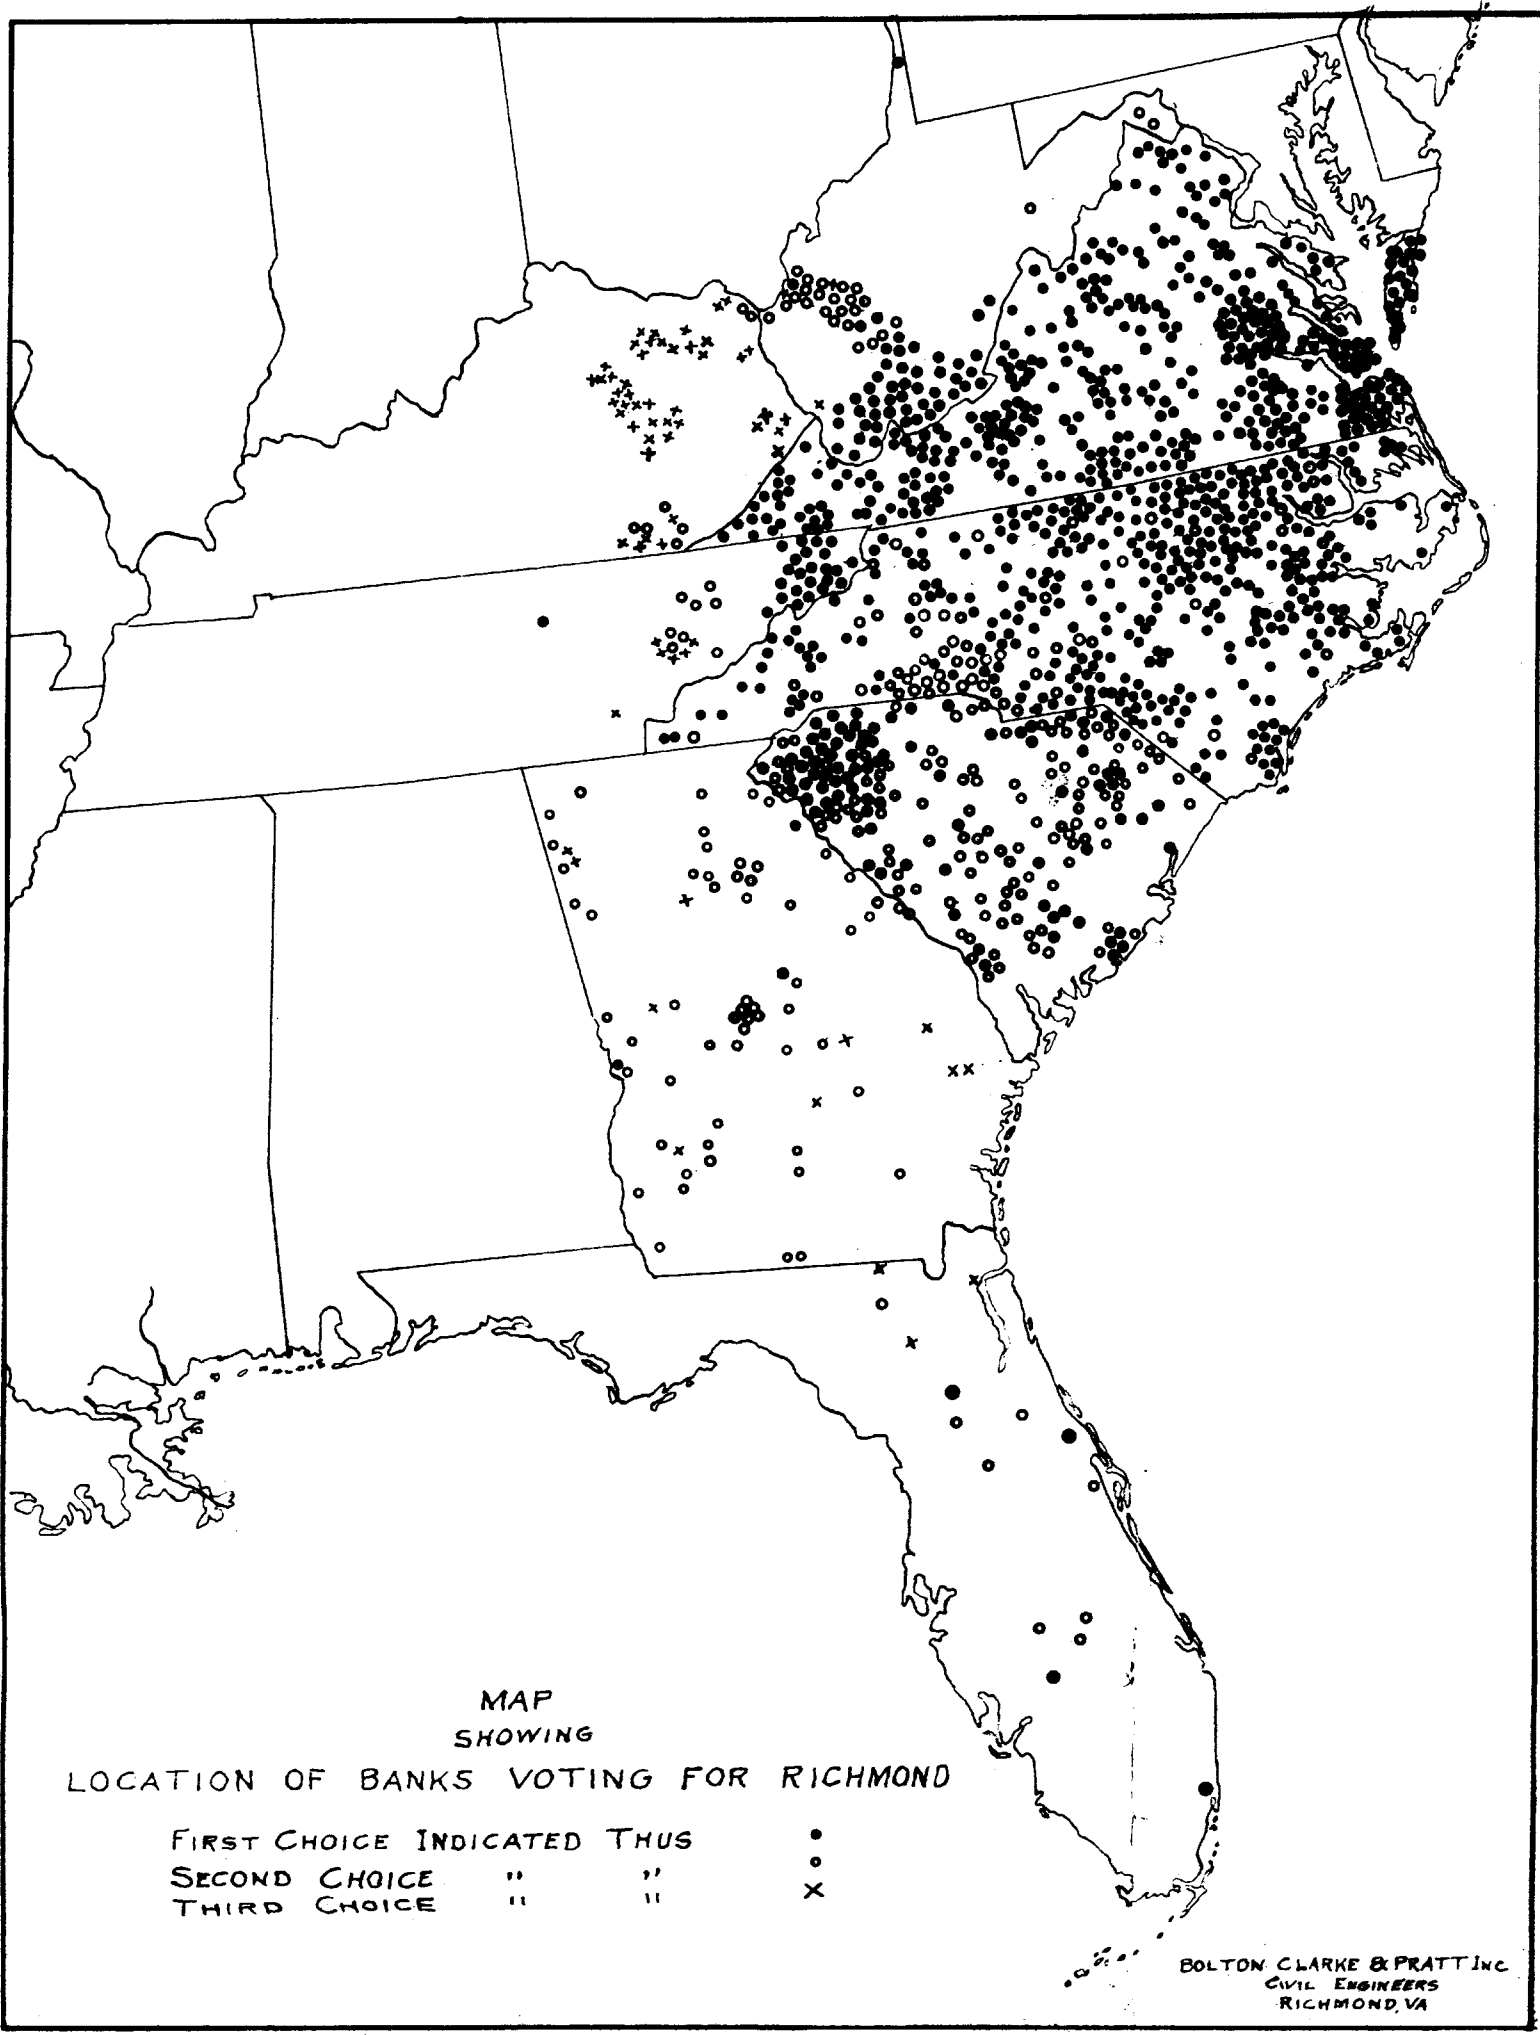 MAP
SHOWING
LOCATION OF BANKS VOTING FOR RICHMOND
FIRST CHOICE INDICATED THUS ●
SECOND CHOICE " " o
THIRD CHOICE " " ×
BOLTON CLARKE & PRATT INC
CIVIL ENGINEERS
RICHMOND, VA